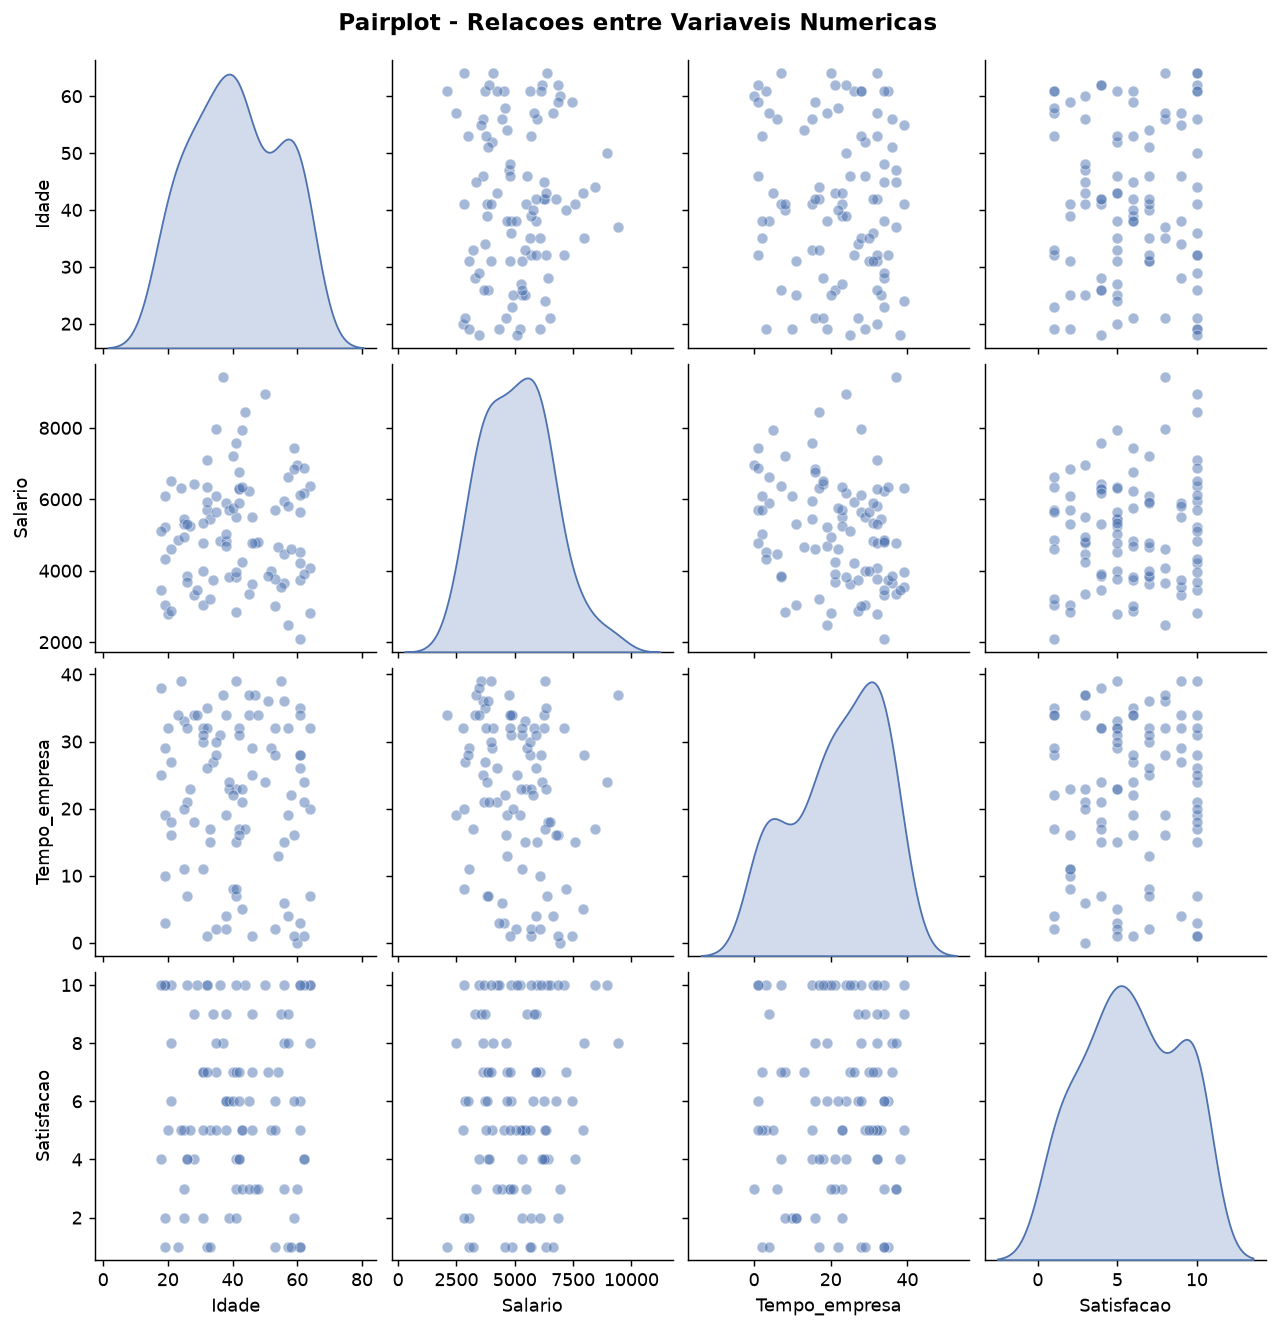 Pairplot - Relacoes entre Variaveis Numericas
Idade
60
50
40
30
20
Salario
8000
6000
4000
2000
Tempo_empresa
40
30
20
10
0
Satisfacao
10
8
6
4
2
0 20 40 60 80
0 2500 5000 7500 10000
0 20 40
0 5 10
Idade
Salario
Tempo_empresa
Satisfacao